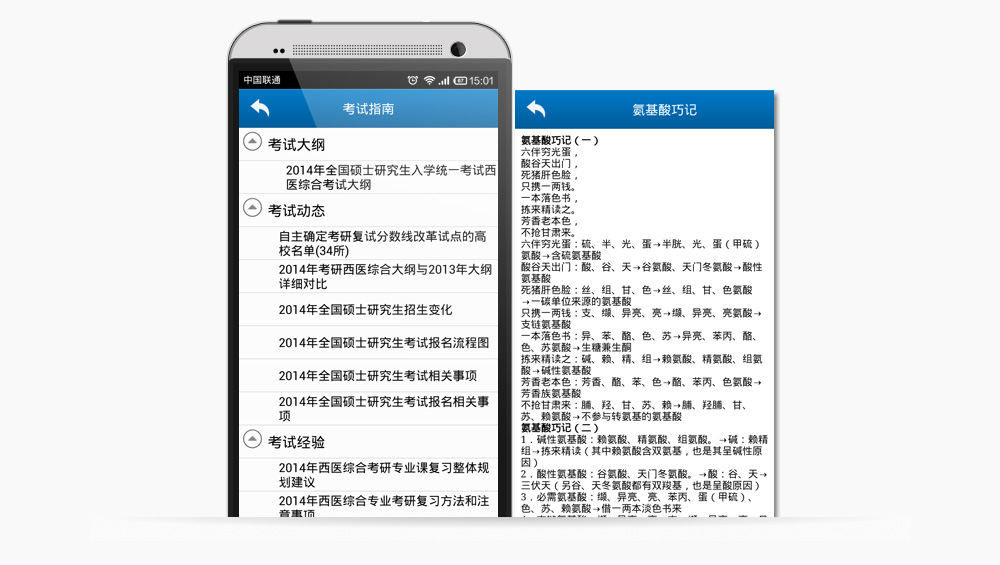 中国联通
15:01
考试指南
考试大纲
2014年全国硕士研究生入学统一考试西
医综合考试大纲
考试动态
自主确定考研复试分数线改革试点的高
校名单(34所)
2014年考研西医综合大纲与2013年大纲
详细对比
2014年全国硕士研究生招生变化
2014年全国硕士研究生考试报名流程图
2014年全国硕士研究生考试相关事项
2014年全国硕士研究生考试报名相关事
项
考试经验
2014年西医综合考研专业课复习整体规
划建议
2014年西医综合专业考研复习方法和注
意事项
氨基酸巧记
氨基酸巧记（一）
六伴穷光蛋，
酸谷天出门，
死猪肝色脸，
只携一两钱。
一本落色书，
拣来精读之。
芳香老本色，
不抢甘肃来。
六伴穷光蛋：硫、半、光、蛋→半胱、光、蛋（甲硫）
氨酸→含硫氨基酸
酸谷天出门：酸、谷、天→谷氨酸、天门冬氨酸→酸性
氨基酸
死猪肝色脸：丝、组、甘、色→丝、组、甘、色氨酸
→一碳单位来源的氨基酸
只携一两钱：支、缬、异亮、亮→缬、异亮、亮氨酸→
支链氨基酸
一本落色书：异、苯、酪、色、苏→异亮、苯丙、酪、
色、苏氨酸→生糖兼生酮
拣来精读之：碱、赖、精、组→赖氨酸、精氨酸、组氨
酸→碱性氨基酸
芳香老本色：芳香、酪、苯、色→酪、苯丙、色氨酸→
芳香族氨基酸
不抢甘肃来：脯、羟、甘、苏、赖→脯、羟脯、甘、
苏、赖氨酸→不参与转氨基的氨基酸
氨基酸巧记（二）
1．碱性氨基酸：赖氨酸、精氨酸、组氨酸。→碱：赖精
组→拣来精读（其中赖氨酸含双氨基，也是其呈碱性原
因）
2．酸性氨基酸：谷氨酸、天门冬氨酸。→酸：谷、天→
三伏天（另谷、天冬氨酸都有双羧基，也是呈酸原因）
3．必需氨基酸：缬、异亮、亮、苯丙、蛋（甲硫）、
色、苏、赖氨酸→借一两本淡色书来